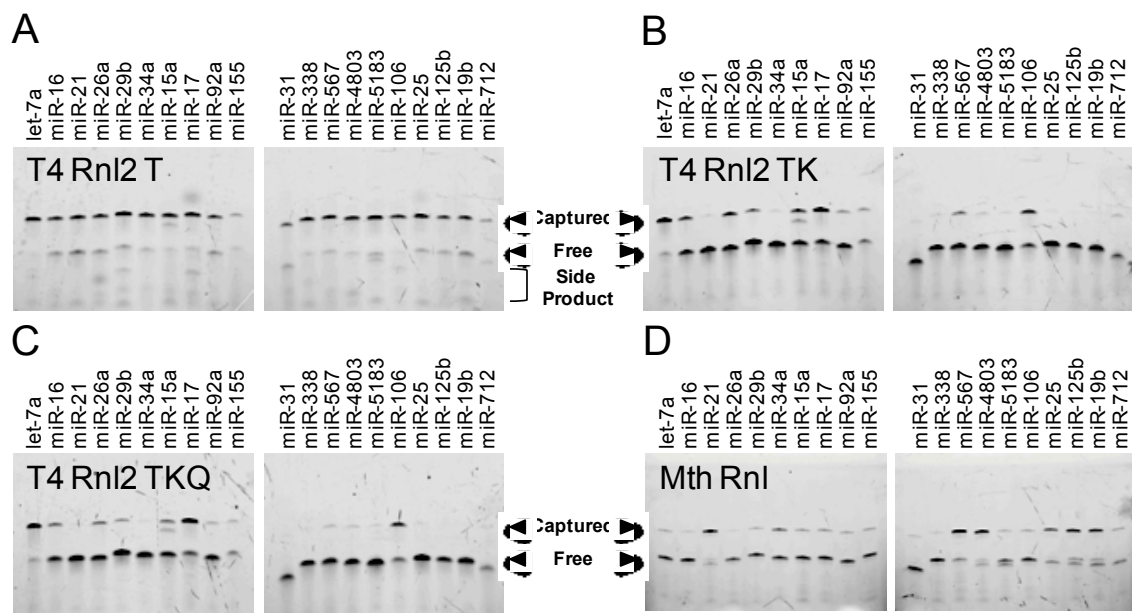 A
let-7a
miR-16
miR-21
miR-26a
miR-29b
miR-34a
miR-15a
miR-17
miR-92a
miR-155
miR-31
miR-338
miR-567
miR-4803
miR-5183
miR-106
miR-25
miR-125b
miR-19b
miR-712
T4 Rnl2 T
Captured
Free
Side
Product
B
let-7a
miR-16
miR-21
miR-26a
miR-29b
miR-34a
miR-15a
miR-17
miR-92a
miR-155
miR-31
miR-338
miR-567
miR-4803
miR-5183
miR-106
miR-25
miR-125b
miR-19b
miR-712
T4 Rnl2 TK
C
let-7a
miR-16
miR-21
miR-26a
miR-29b
miR-34a
miR-15a
miR-17
miR-92a
miR-155
miR-31
miR-338
miR-567
miR-4803
miR-5183
miR-106
miR-25
miR-125b
miR-19b
miR-712
T4 Rnl2 TKQ
Captured
Free
D
let-7a
miR-16
miR-21
miR-26a
miR-29b
miR-34a
miR-15a
miR-17
miR-92a
miR-155
miR-31
miR-338
miR-567
miR-4803
miR-5183
miR-106
miR-25
miR-125b
miR-19b
miR-712
Mth Rnl